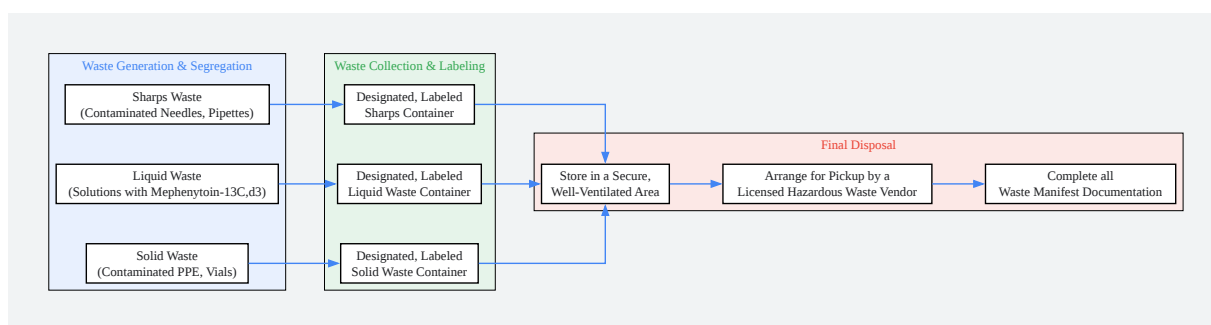 Waste Generation & Segregation
Sharps Waste
(Contaminated Needles, Pipettes)
Liquid Waste
(Solutions with Mephenytoin-13C,d3)
Solid Waste
(Contaminated PPE, Vials)
Waste Collection & Labeling
Designated, Labeled
Sharps Container
Designated, Labeled
Liquid Waste Container
Designated, Labeled
Solid Waste Container
Final Disposal
Store in a Secure,
Well-Ventilated Area
Arrange for Pickup by a
Licensed Hazardous Waste Vendor
Complete all
Waste Manifest Documentation